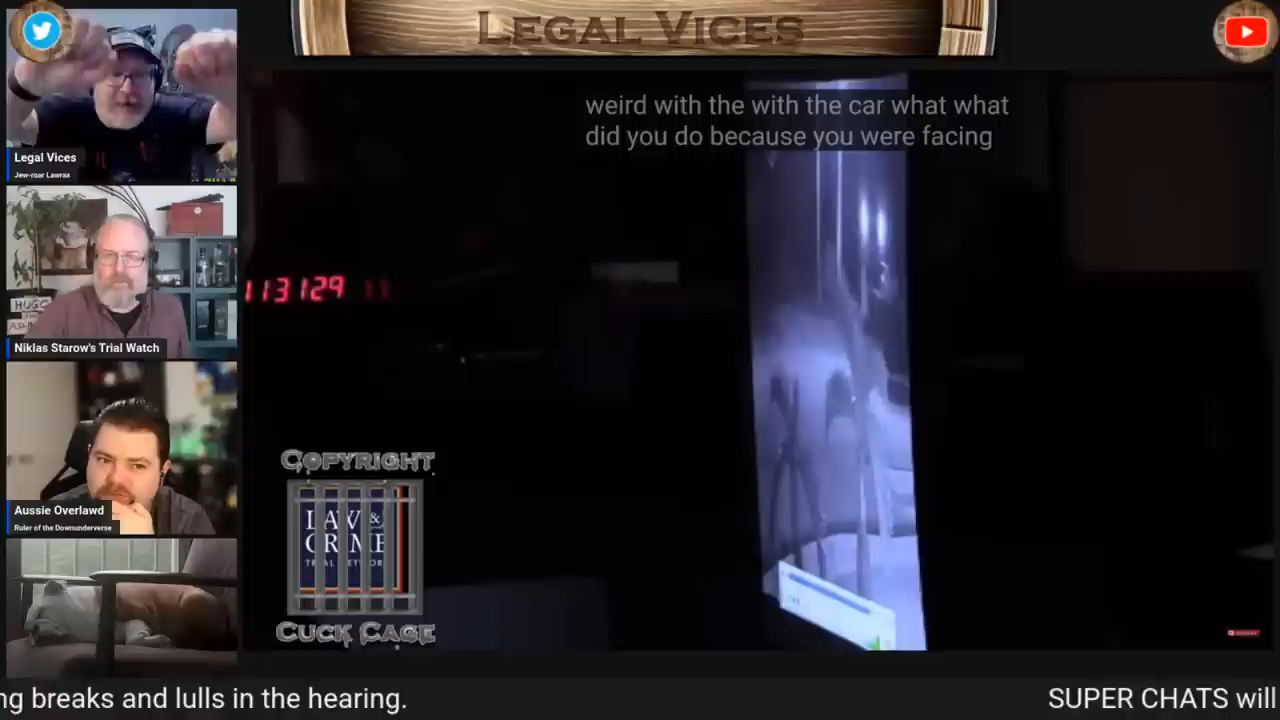 LEGAL VICES
weird with the with the car what what
did you do because you were facing
Legal Vices
Jew-roar Lawrax
HUGO
Niklas Starow's Trial Watch
113129 11
COPYRIGHT
LAW &
CRIME
CUCK CAGE
Aussie Overlawd
Ruler of the Downunderverse
ng breaks and lulls in the hearing.
SUPER CHATS will